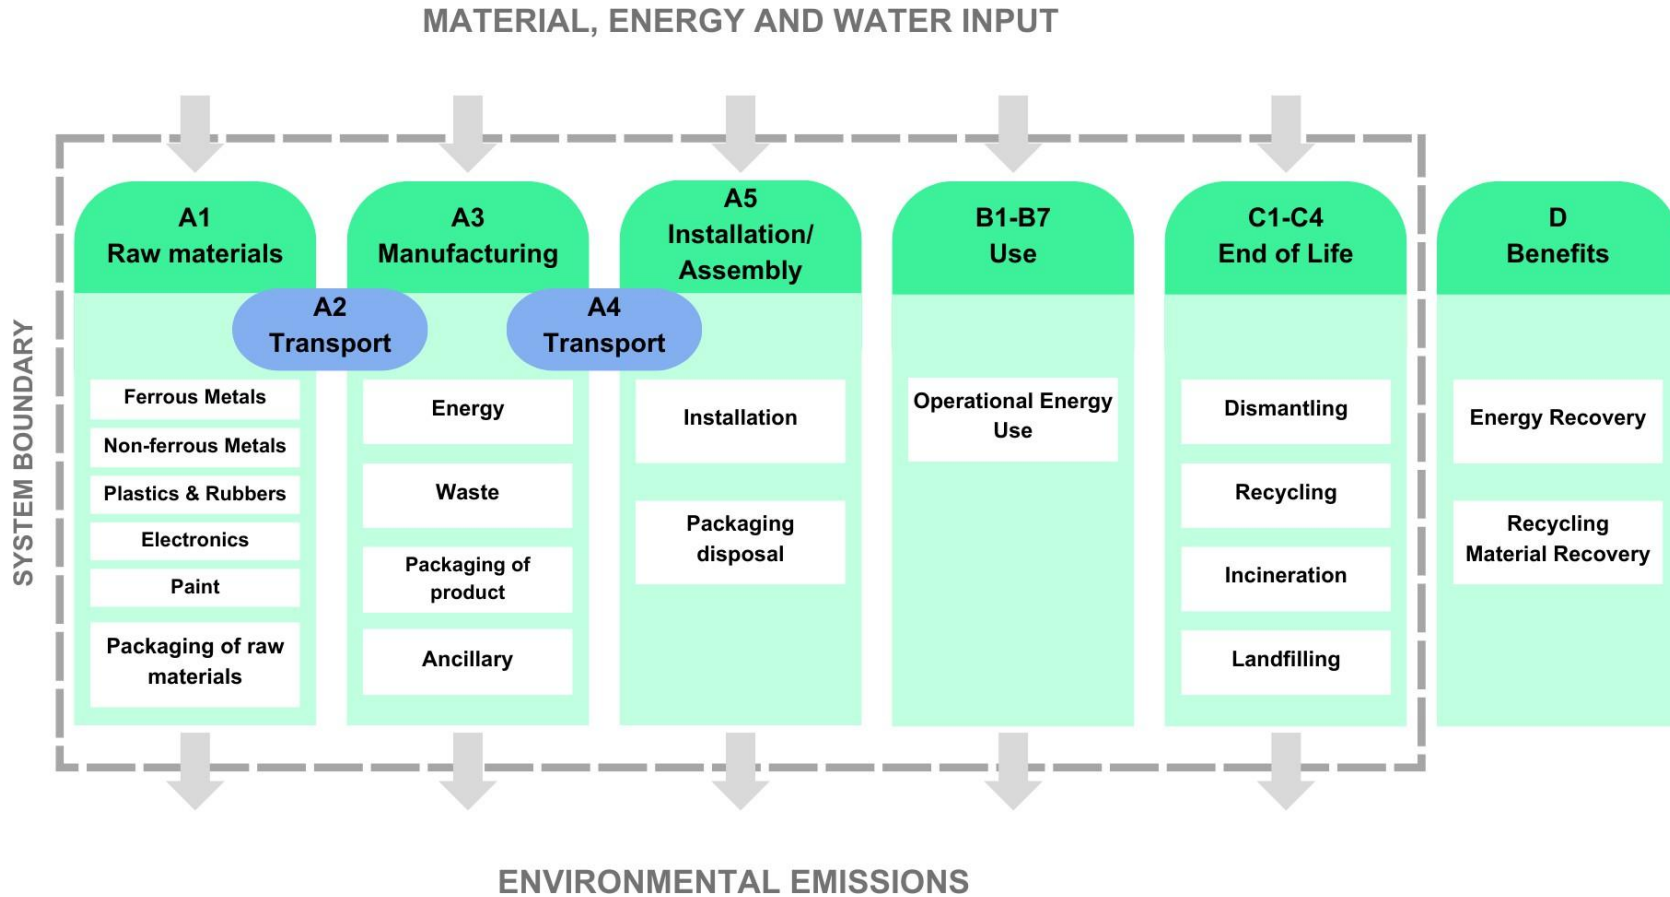 MATERIAL, ENERGY AND WATER INPUT
SYSTEM BOUNDARY
A1
Raw materials
A2
Transport
Ferrous Metals
Non-ferrous Metals
Plastics & Rubbers
Electronics
Paint
Packaging of raw
materials
A3
Manufacturing
A4
Transport
Energy
Waste
Packaging of
product
Ancillary
A5
Installation/
Assembly
Installation
Packaging
disposal
B1-B7
Use
Operational Energy
Use
C1-C4
End of Life
Dismantling
Recycling
Incineration
Landfilling
D
Benefits
Energy Recovery
Recycling
Material Recovery
ENVIRONMENTAL EMISSIONS